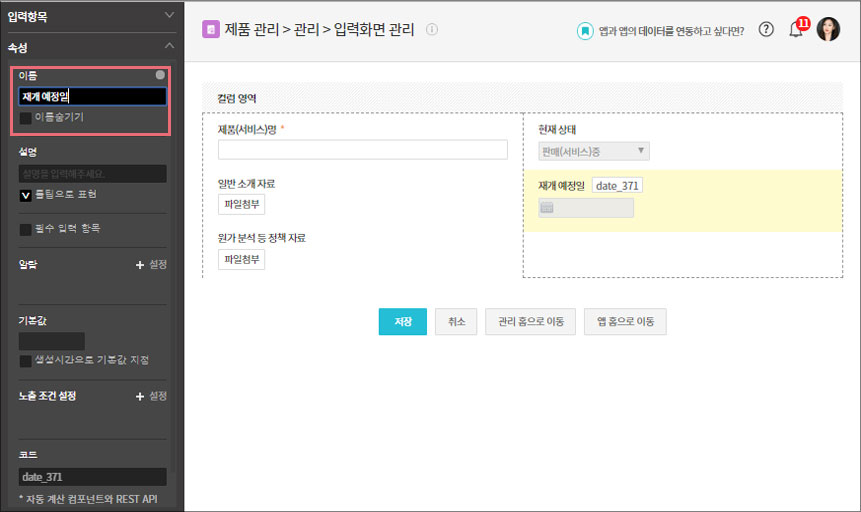 입력항목
속성
이름
재개 예정일
이름숨기기
설명
설명을 입력해주세요.
툴팁으로 표현
필수 입력 항목
알맞
+ 설정
기본값
생성시간으로 기본값 지정
노출 조건 설정
+ 설정
코드
date_371
* 자동 계산 컴포넌트와 REST API
제품 관리 > 관리 > 입력화면 관리
앱과 앱의 데이터를 연동하고 싶다면?
11
컬럼 영역
제품(서비스)명 *
일반 소개 자료
파일첨부
원가 분석 등 정책 자료
파일첨부
현재 상태
판매(서비스)중
재개 예정일 date_371
저장
취소
관리 홈으로 이동
앱 홈으로 이동